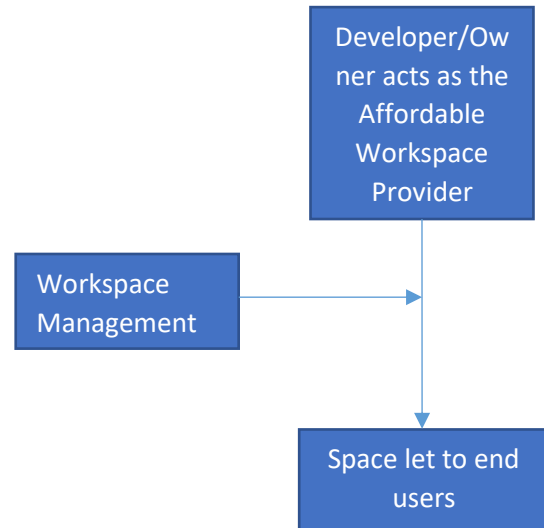 Developer/Ow
ner acts as the
Affordable
Workspace
Provider
Workspace
Management
Space let to end
users